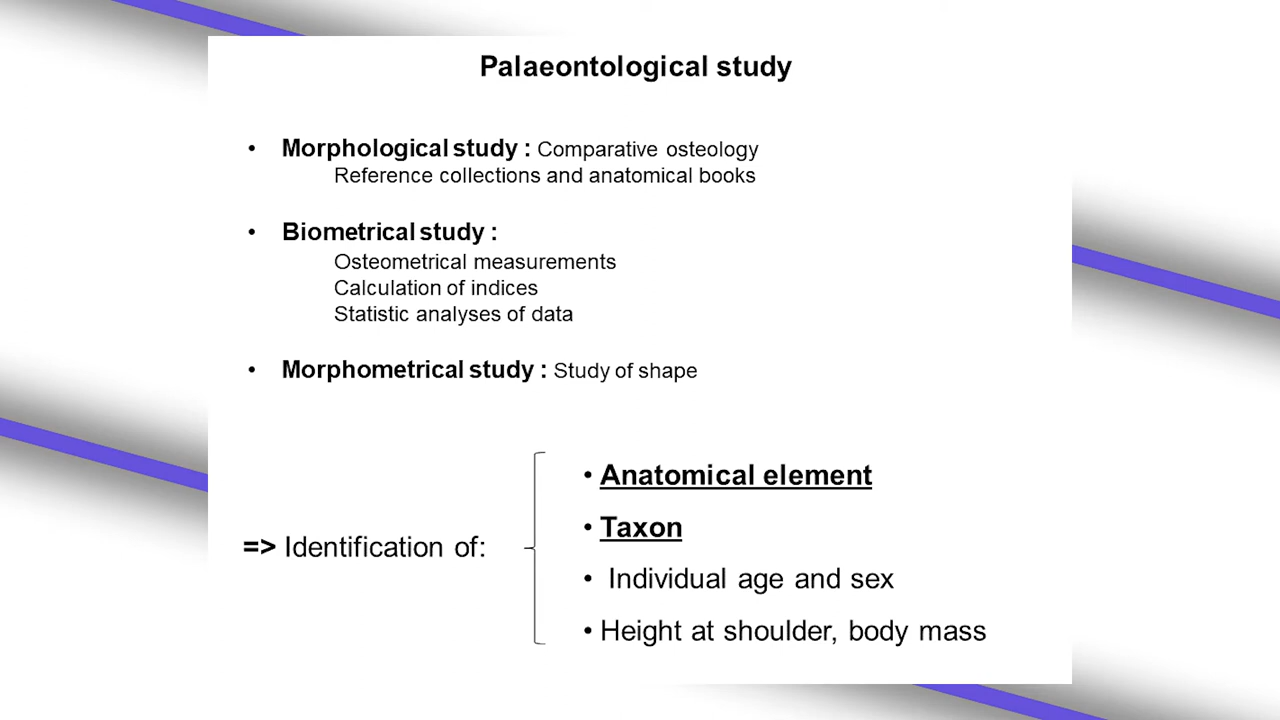 Palaeontological study
• Morphological study : Comparative osteology
Reference collections and anatomical books
• Biometrical study :
Osteometrical measurements
Calculation of indices
Statistic analyses of data
• Morphometrical study : Study of shape
=> Identification of:
• Anatomical element
• Taxon
• Individual age and sex
• Height at shoulder, body mass